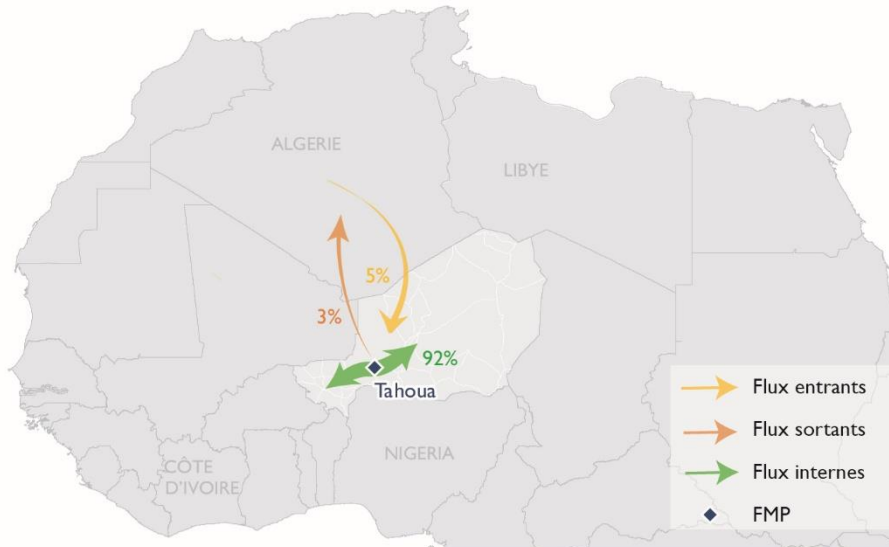 ALGERIE
LIBYE
5%
3%
92%
Tahoua
NIGERIA
CÔTE
D'IVOIRE
Flux entrants
Flux sortants
Flux internes
FMP